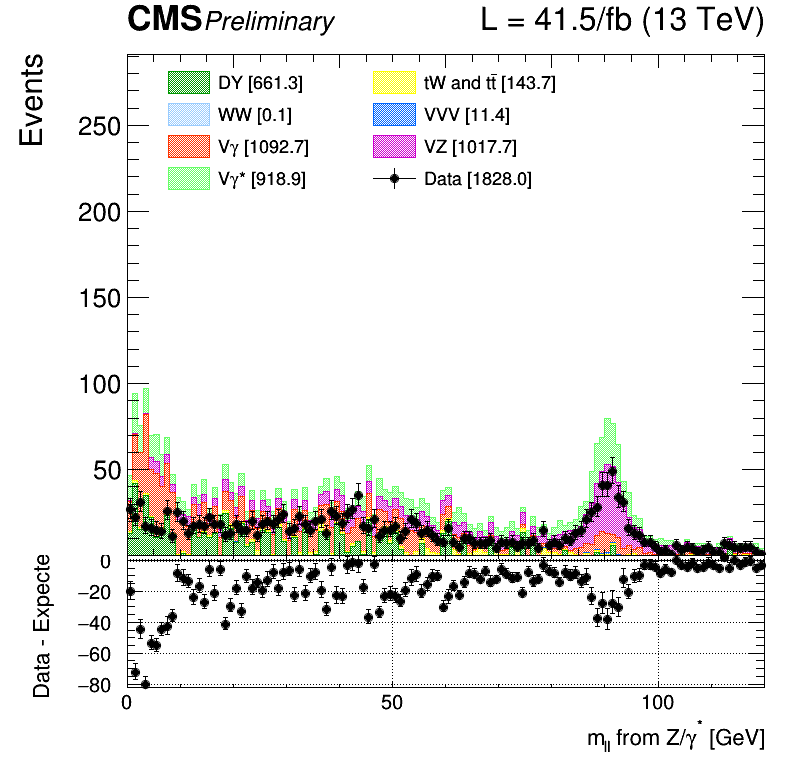 CMS Preliminary L = 41.5/fb (13 TeV)
Events
DY [661.3] tW and tt̄ [143.7]
WW [0.1] VVV [11.4]
Vγ [1092.7] VZ [1017.7]
Vγ* [918.9] Data [1828.0]
250
200
150
100
50
Data - Expecte
0
−20
−40
−60
−80
0 50 100
m_ll from Z/γ* [GeV]